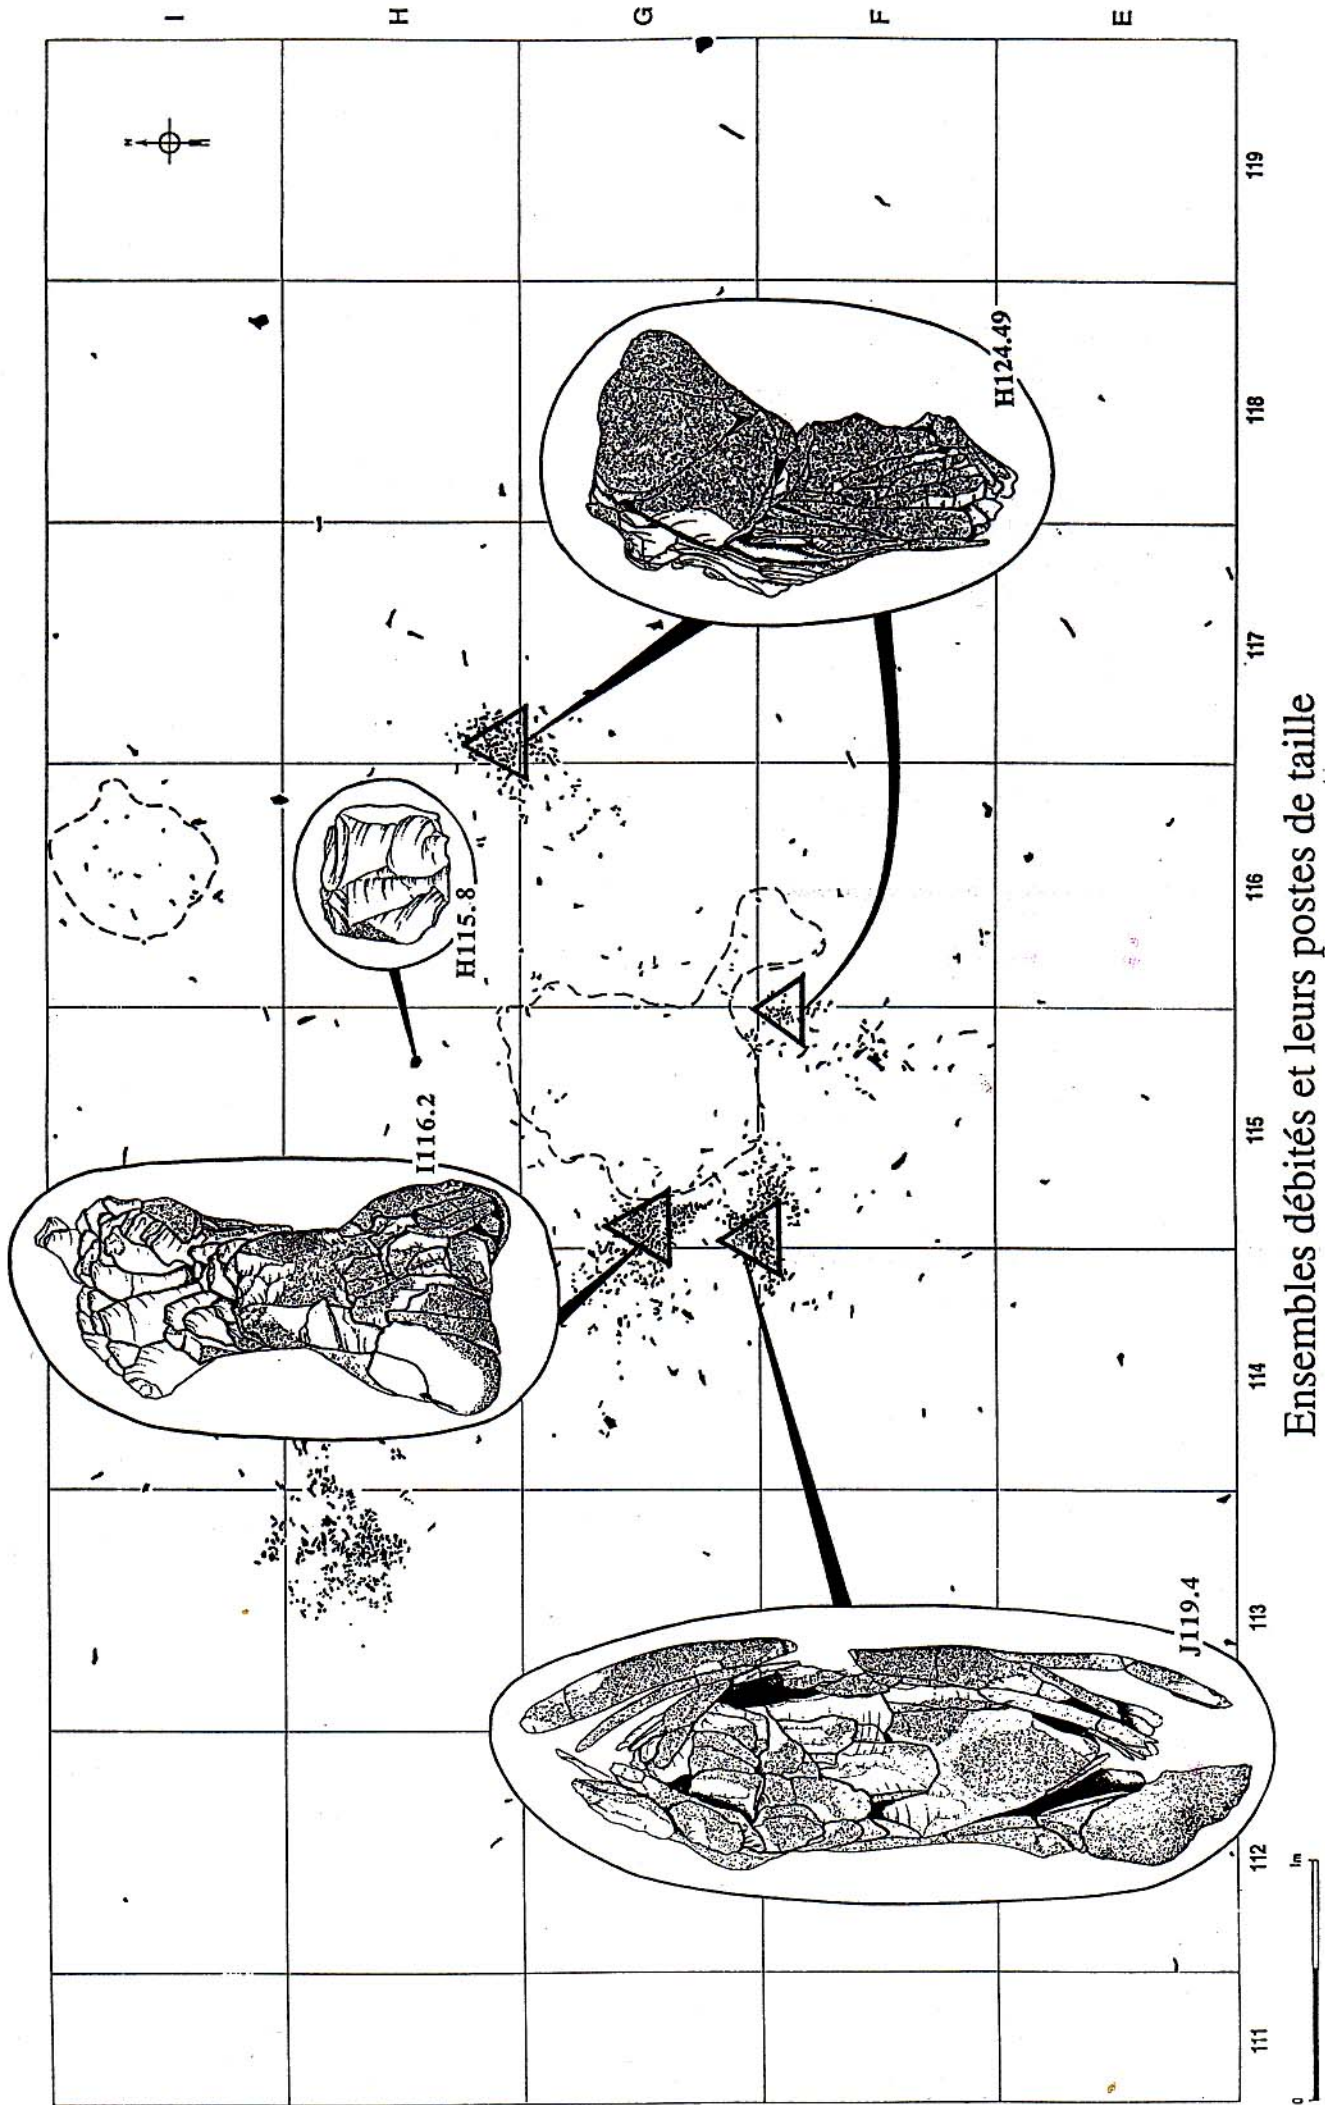 I
H
G
F
E
N
I116.2
H115.8
H124.49
J119.4
111
112
113
114
115
116
117
118
119
0
1m
Ensembles débités et leurs postes de taille